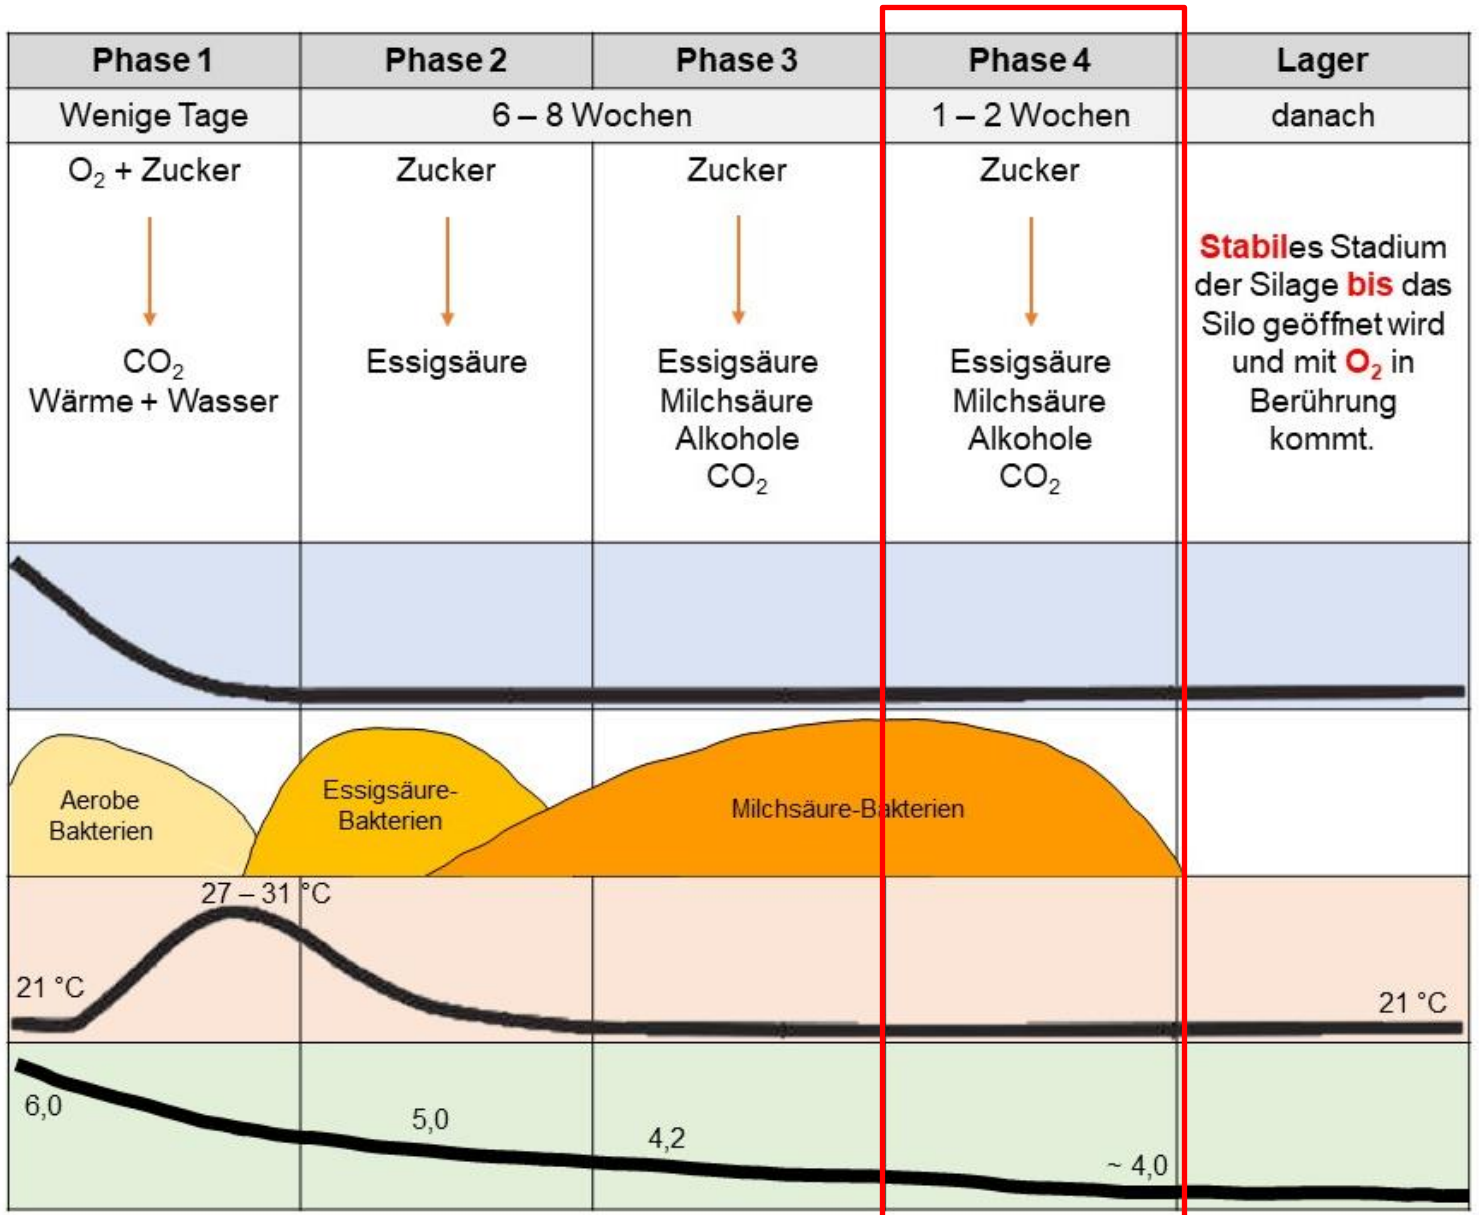 Phase 1
Phase 2
Phase 3
Phase 4
Lager
Wenige Tage
6 – 8 Wochen
1 – 2 Wochen
danach
O₂ + Zucker
CO₂
Wärme + Wasser
Zucker
Essigsäure
Zucker
Essigsäure
Milchsäure
Alkohole
CO₂
Zucker
Essigsäure
Milchsäure
Alkohole
CO₂
Stabiles Stadium
der Silage bis das
Silo geöffnet wird
und mit O₂ in
Berührung
kommt.
Aerobe
Bakterien
Essigsäure-
Bakterien
Milchsäure-Bakterien
27 – 31 °C
21 °C
21 °C
6,0
5,0
4,2
~ 4,0